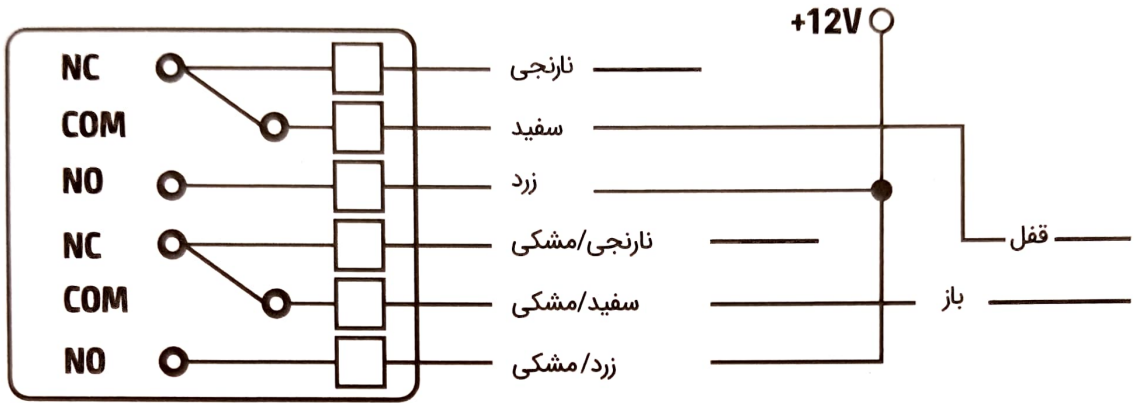 +12V
NC نارنجی
COM سفید
NO زرد
NC نارنجی/مشکی
قفل
COM سفید/مشکی
باز
NO زرد/مشکی